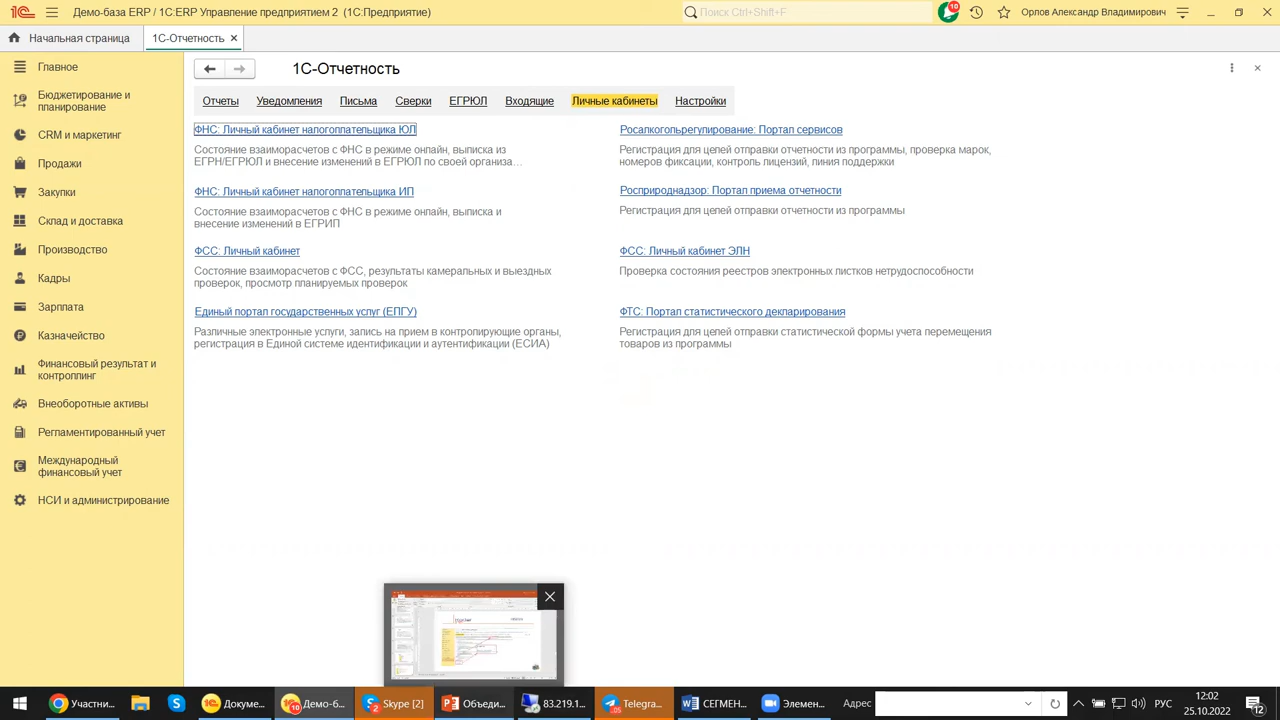 Демо-база ERP / 1С:ERP Управление предприятием 2 (1С:Предприятие)
Поиск Ctrl+Shift+F
10
Орлов Александр Владимирович
Начальная страница
1С-Отчетность
Главное
Бюджетирование и
планирование
CRM и маркетинг
Продажи
Закупки
Склад и доставка
Производство
Кадры
Зарплата
Казначейство
Финансовый результат и
контроллинг
Внеоборотные активы
Регламентированный учет
Международный
финансовый учет
НСИ и администрирование
1С-Отчетность
Отчеты
Уведомления
Письма
Сверки
ЕГРЮЛ
Входящие
Личные кабинеты
Настройки
ФНС: Личный кабинет налогоплательщика ЮЛ
Состояние взаиморасчетов с ФНС в режиме онлайн, выписка из
ЕГРН/ЕГРЮЛ и внесение изменений в ЕГРЮЛ по своей организа...
ФНС: Личный кабинет налогоплательщика ИП
Состояние взаиморасчетов с ФНС в режиме онлайн, выписка и
внесение изменений в ЕГРИП
ФСС: Личный кабинет
Состояние взаиморасчетов с ФСС, результаты камеральных и выездных
проверок, просмотр планируемых проверок
Единый портал государственных услуг (ЕПГУ)
Различные электронные услуги, запись на прием в контролирующие органы,
регистрация в Единой системе идентификации и аутентификации (ЕСИА)
Росалкогольрегулирование: Портал сервисов
Регистрация для целей отправки отчетности из программы, проверка марок,
номеров фиксации, контроль лицензий, линия поддержки
Росприроднадзор: Портал приема отчетности
Регистрация для целей отправки отчетности из программы
ФСС: Личный кабинет ЭЛН
Проверка состояния реестров электронных листков нетрудоспособности
ФТС: Портал статистического декларирования
Регистрация для целей отправки статистической формы учета перемещения
товаров из программы
Участни...
Докуме...
Демо-б...
Skype [2]
Объеди...
83.219.1...
Telegra...
СЕГМЕН...
Элемен...
Адрес
РУС
12:02
25.10.2022